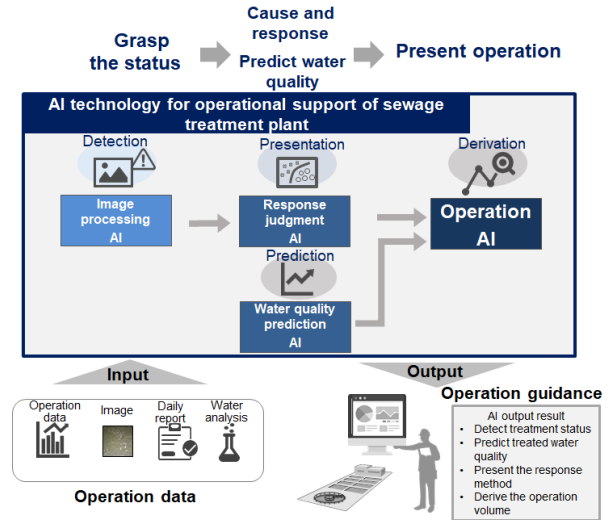 Grasp
the status
Cause and
response
Predict water
quality
Present operation
AI technology for operational support of sewage
treatment plant
Detection
Image
processing
AI
Presentation
Response
judgment
AI
Derivation
Operation
AI
Prediction
Water quality
prediction
AI
Input
Operation
data
Image
Daily
report
Water
analysis
Operation data
Output
Operation guidance
AI output result
• Detect treatment status
• Predict treated water
quality
• Present the response
method
• Derive the operation
volume